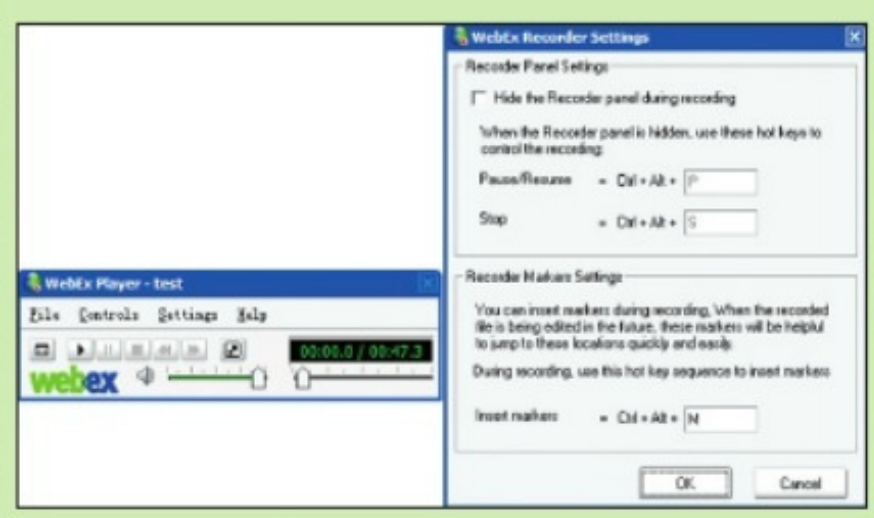 WebEx Player - test
File Controls Settings Help
00:00.0 / 00:47.3
webex
WebEx Recorder Settings
Recorder Panel Settings
Hide the Recorder panel during recording
When the Recorder panel is hidden, use these hot keys to
control the recording:
Pause/Resume = Ctrl + Alt + P
Stop = Ctrl + Alt + S
Recorder Markers Settings
You can insert markers during recording, When the recorded
file is being edited in the future, these markers will be helpful
to jump to these locations quickly and easily.
During recording, use this hot key sequence to insert markers
Insert markers = Ctrl + Alt + M
OK Cancel